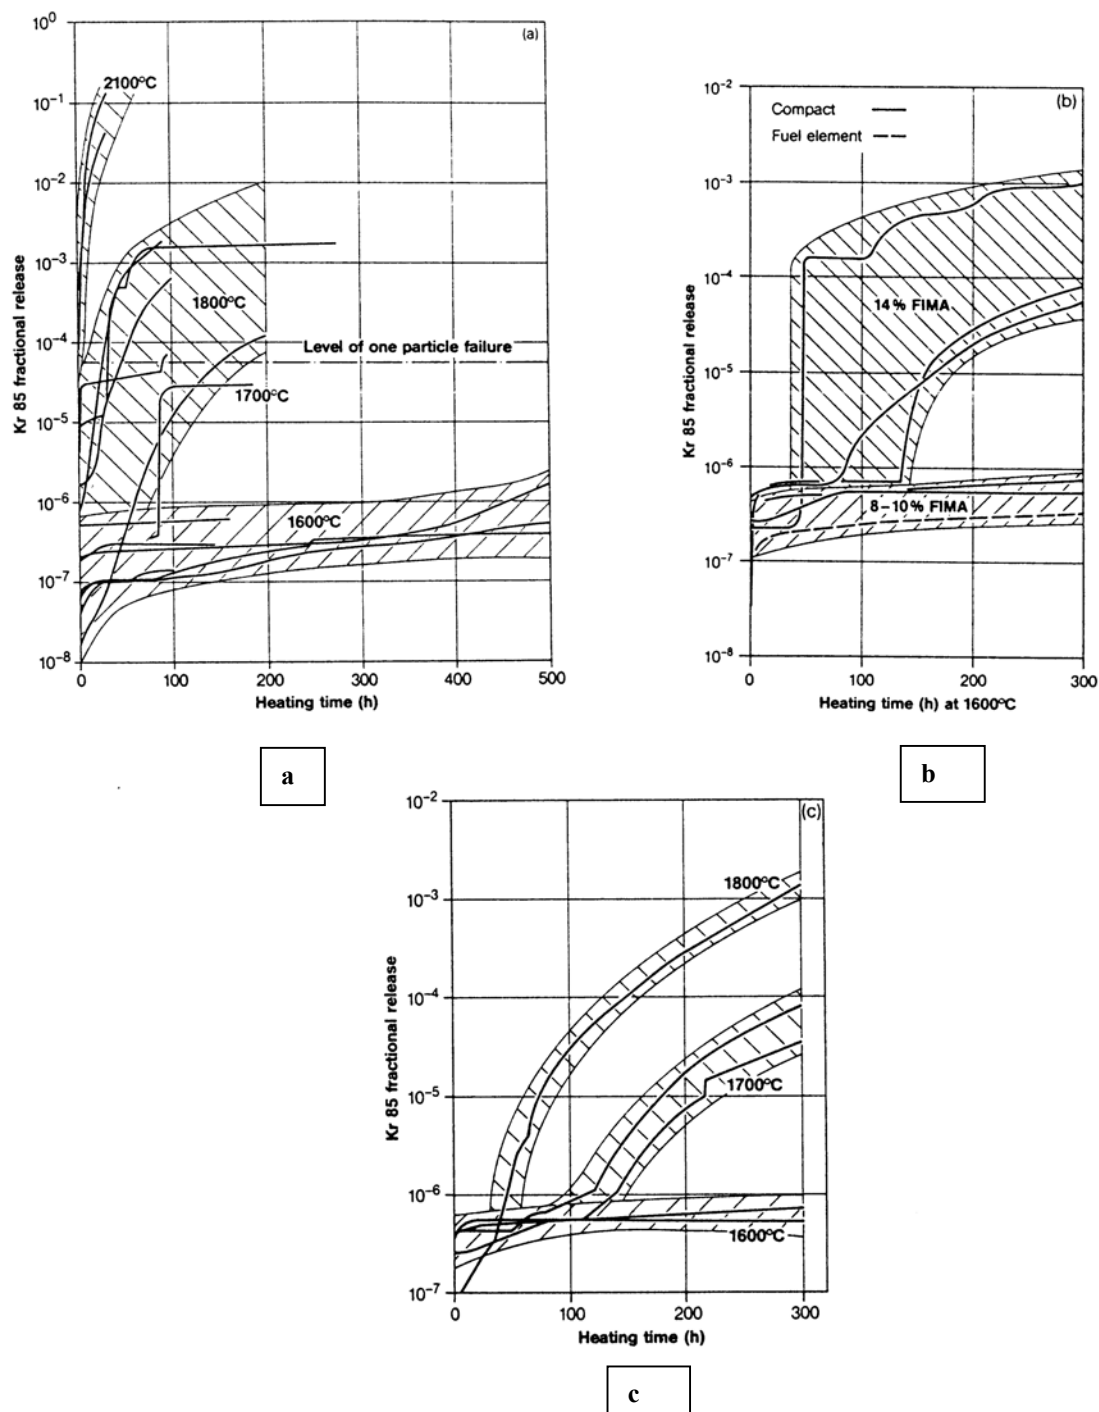 (a)
10⁰
10⁻¹
10⁻²
10⁻³
10⁻⁴
10⁻⁵
10⁻⁶
10⁻⁷
10⁻⁸
Kr 85 fractional release
2100°C
1800°C
Level of one particle failure
1700°C
1600°C
0 100 200 300 400 500
Heating time (h)
a
(b)
10⁻²
10⁻³
10⁻⁴
10⁻⁵
10⁻⁶
10⁻⁷
10⁻⁸
Kr 85 fractional release
Compact
Fuel element
14% FIMA
8–10% FIMA
0 100 200 300
Heating time (h) at 1600°C
b
(c)
10⁻²
10⁻³
10⁻⁴
10⁻⁵
10⁻⁶
10⁻⁷
Kr 85 fractional release
1800°C
1700°C
1600°C
0 100 200 300
Heating time (h)
c